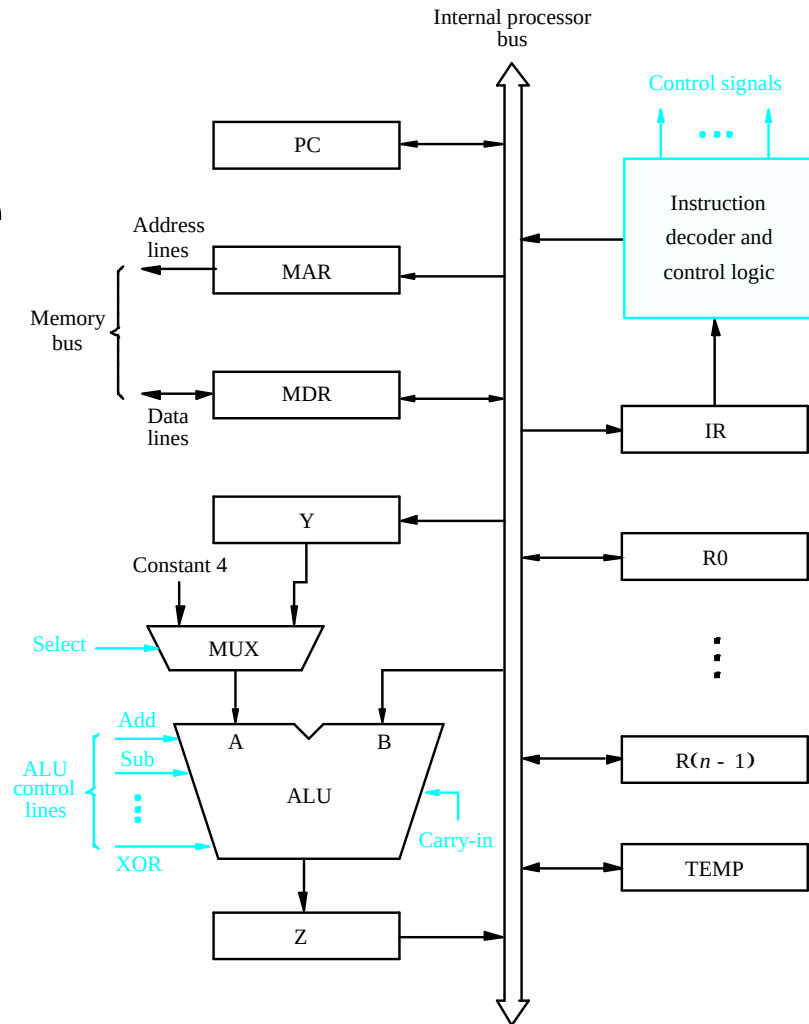 Internal processor
bus
Control signals
PC
Instruction
decoder and
control logic
Address
lines
MAR
Memory
bus
MDR
Data
lines
IR
Y
Constant 4
R0
Select
MUX
Add
A
B
Sub
ALU
control
lines
ALU
R(n - 1)
Carry-in
XOR
TEMP
Z